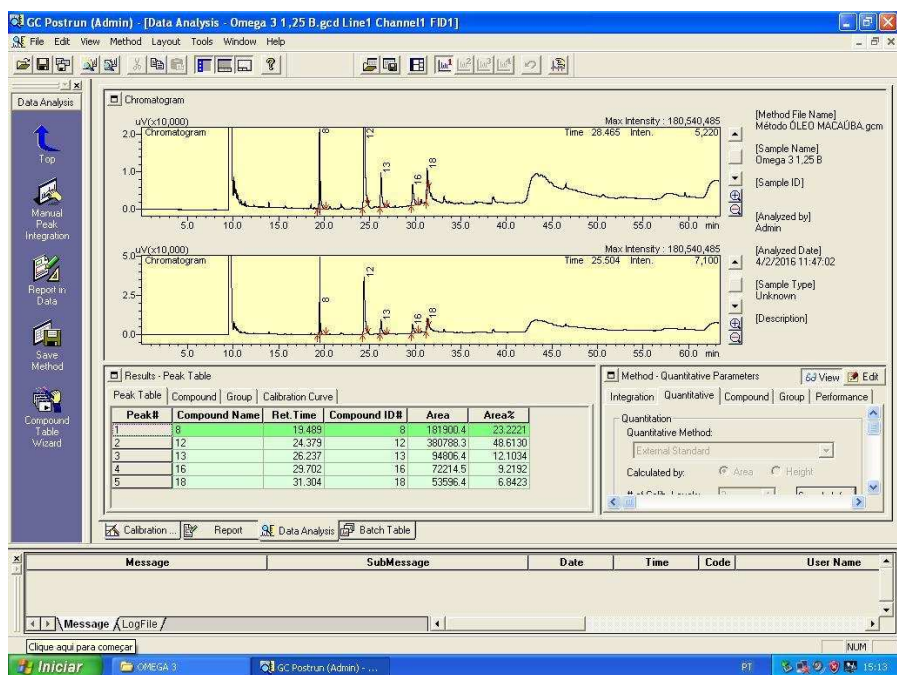 GC Postrun (Admin) - [Data Analysis - Omega 3 1,25 B.gcd Line1 Channel1 FID1]
File Edit View Method Layout Tools Window Help
Data Analysis
Top
Manual Peak Integration
Report in Data
Save Method
Compound Table Wizard
Chromatogram
uV(x10,000)
Max Intensity : 180,540,485
Chromatogram
Time 28.465 Inten. 5,220
2.0
1.0
0.0
8 12 13 16 18
5.0 10.0 15.0 20.0 25.0 30.0 35.0 40.0 45.0 50.0 55.0 60.0 min
uV(x10,000)
Max Intensity : 180,540,485
Chromatogram
Time 25.504 Inten. 7,100
5.0
2.5
0.0
8 12 13 16 18
5.0 10.0 15.0 20.0 25.0 30.0 35.0 40.0 45.0 50.0 55.0 60.0 min
[Method File Name]
Método ÓLEO MACAÚBA.gcm
[Sample Name]
Omega 3 1,25 B
[Sample ID]
[Analyzed by]
Admin
[Analyzed Date]
4/2/2016 11:47:02
[Sample Type]
Unknown
[Description]
Results - Peak Table
Peak Table Compound Group Calibration Curve
Peak# Compound Name Ret.Time Compound ID# Area Area%
1 8 19.489 8 181900.4 23.2221
2 12 24.379 12 380788.3 48.6130
3 13 26.237 13 94806.4 12.1034
4 16 29.702 16 72214.5 9.2192
5 18 31.304 18 53596.4 6.8423
Method - Quantitative Parameters View Edit
Integration Quantitative Compound Group Performance
Quantitation
Quantitative Method:
External Standard
Calculated by: Area Height
Calibration ... Report Data Analysis Batch Table
Message SubMessage Date Time Code User Name
Message LogFile
Clique aqui para começar
NUM
Iniciar OMEGA 3 GC Postrun (Admin) - ... PT 15:13